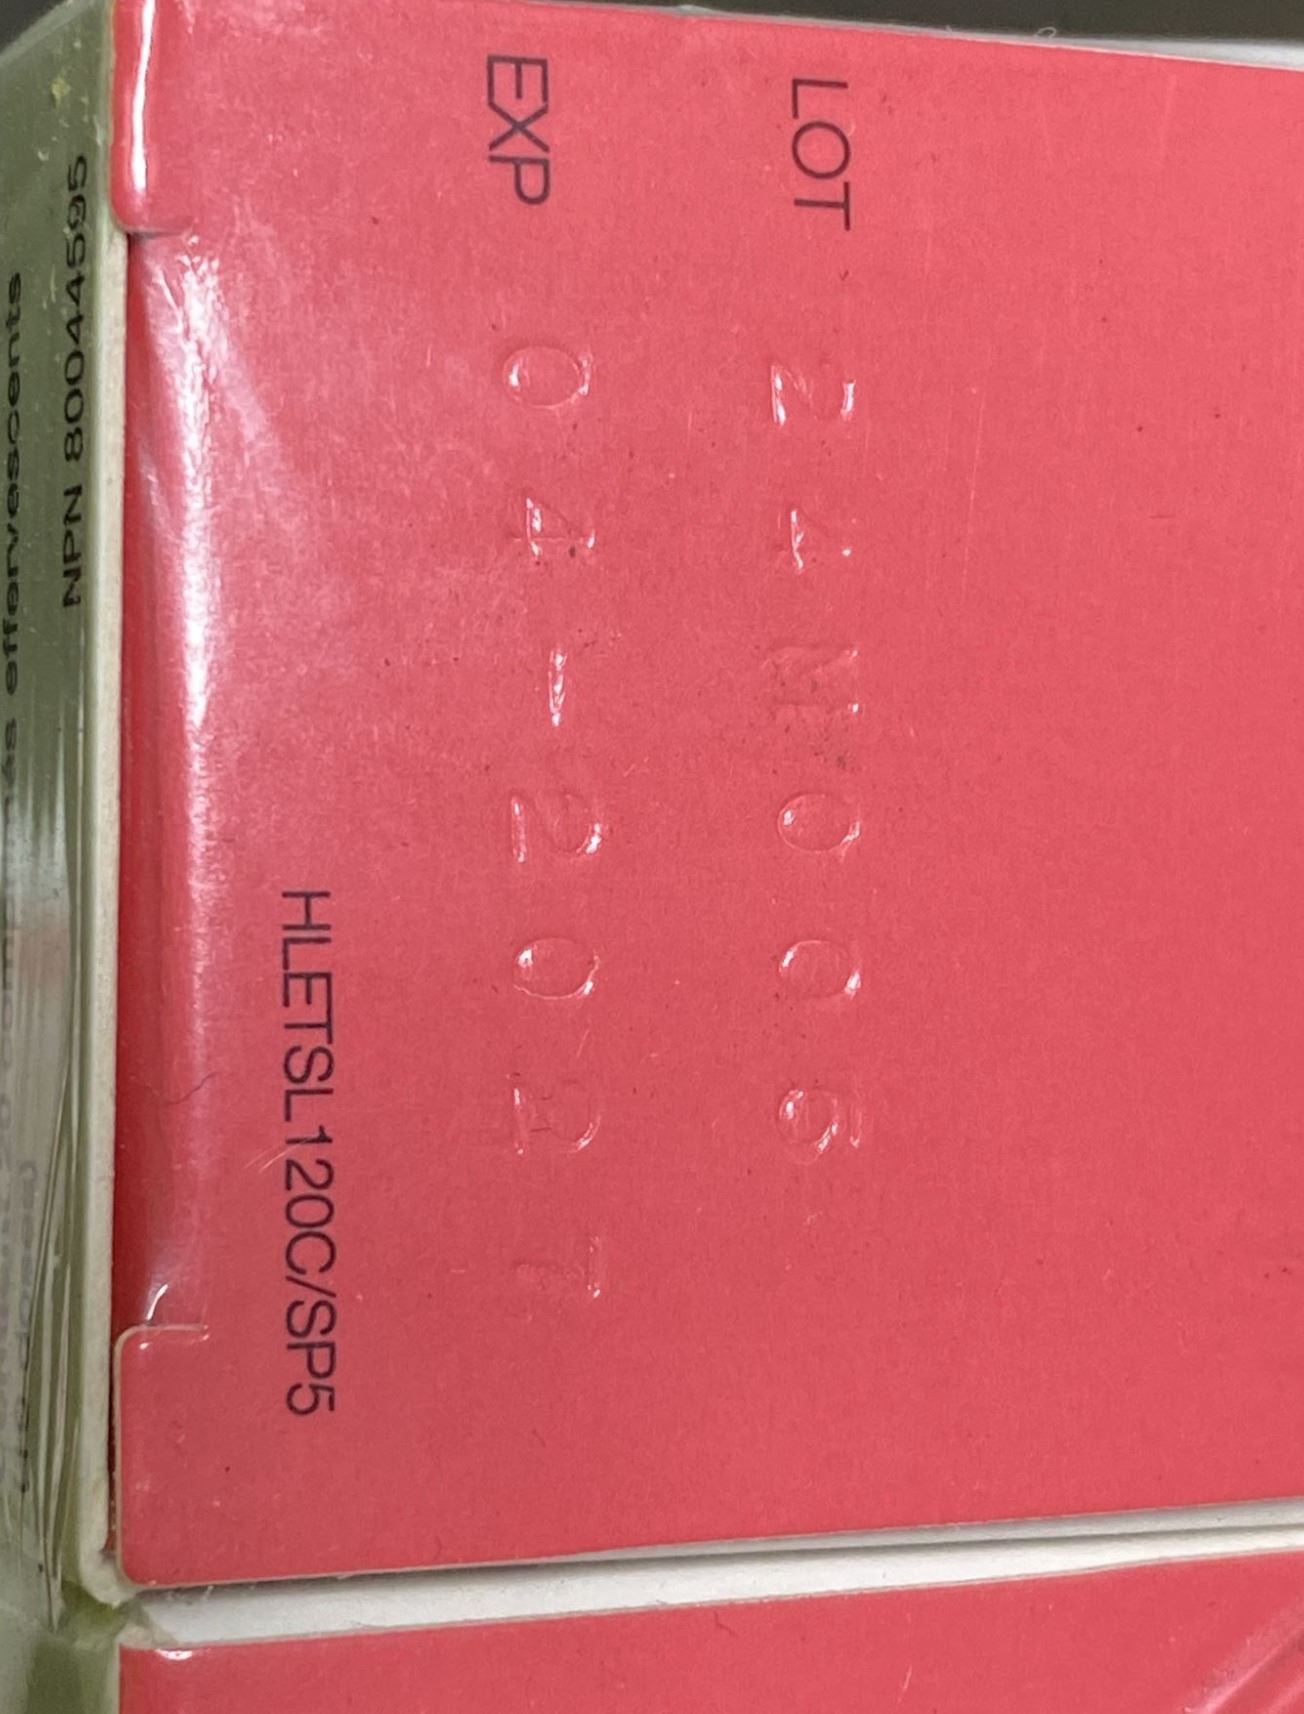 LOT 24M006
EXP 04-2027
HLETSL120C/SP5
NPN 80044595
effervescents